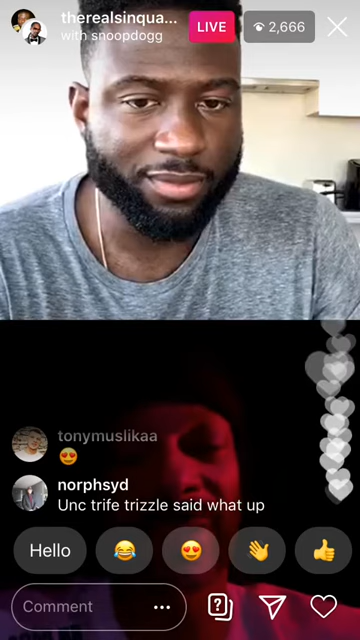 therealsinqua...
LIVE
2,666
with snoopdogg
tonymuslikaa
😍
norphsyd
Unc trife trizzle said what up
Hello
😂
😍
👋
👍
Comment
...